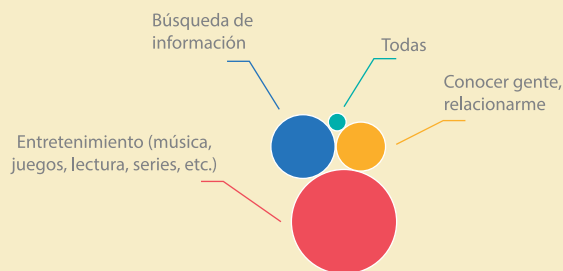 Búsqueda de
información
Todas
Conocer gente,
relacionarme
Entretenimiento (música,
juegos, lectura, series, etc.)